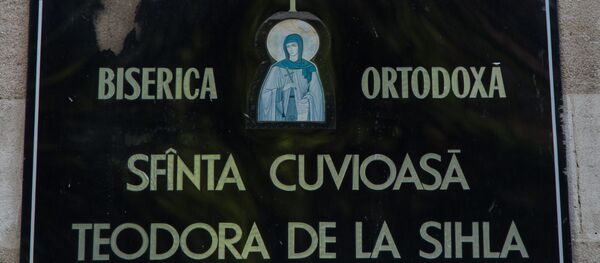 BISERICA ORTODOXĂ
SFÎNTA CUVIOASĂ
TEODORA DE LA SIHLA